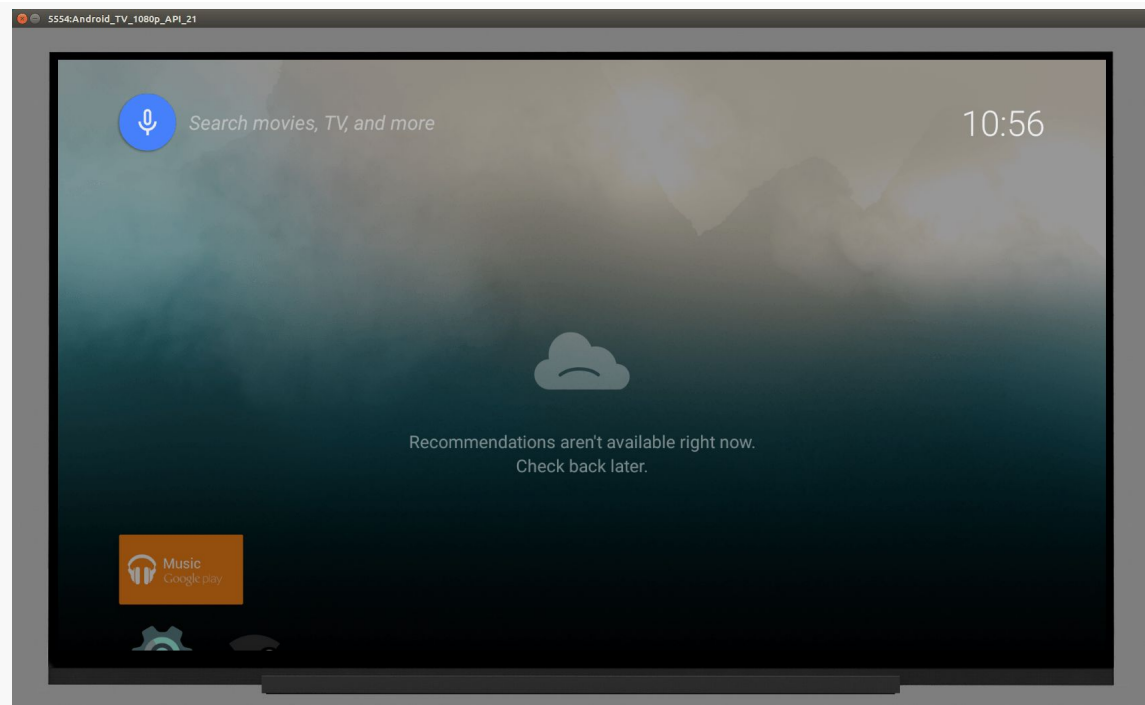 5554:Android_TV_1080p_API_21
Search movies, TV, and more
10:56
Recommendations aren't available right now.
Check back later.
Music
Google play